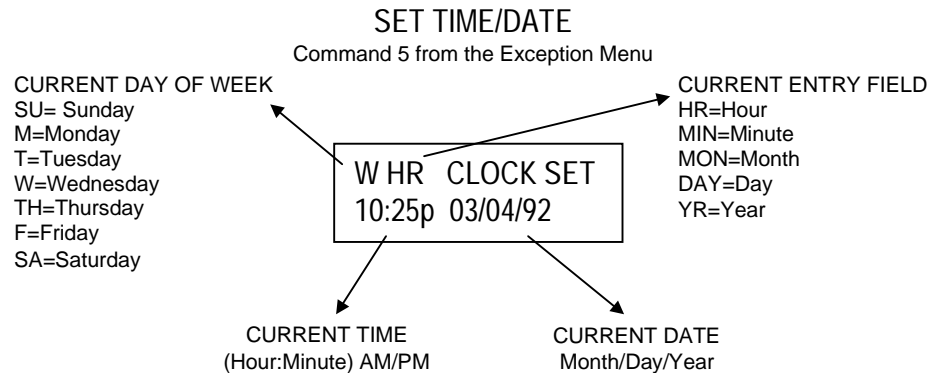 SET TIME/DATE
Command 5 from the Exception Menu
CURRENT DAY OF WEEK
SU= Sunday
M=Monday
T=Tuesday
W=Wednesday
TH=Thursday
F=Friday
SA=Saturday
CURRENT ENTRY FIELD
HR=Hour
MIN=Minute
MON=Month
DAY=Day
YR=Year
W HR CLOCK SET
10:25p 03/04/92
CURRENT TIME
(Hour:Minute) AM/PM
CURRENT DATE
Month/Day/Year